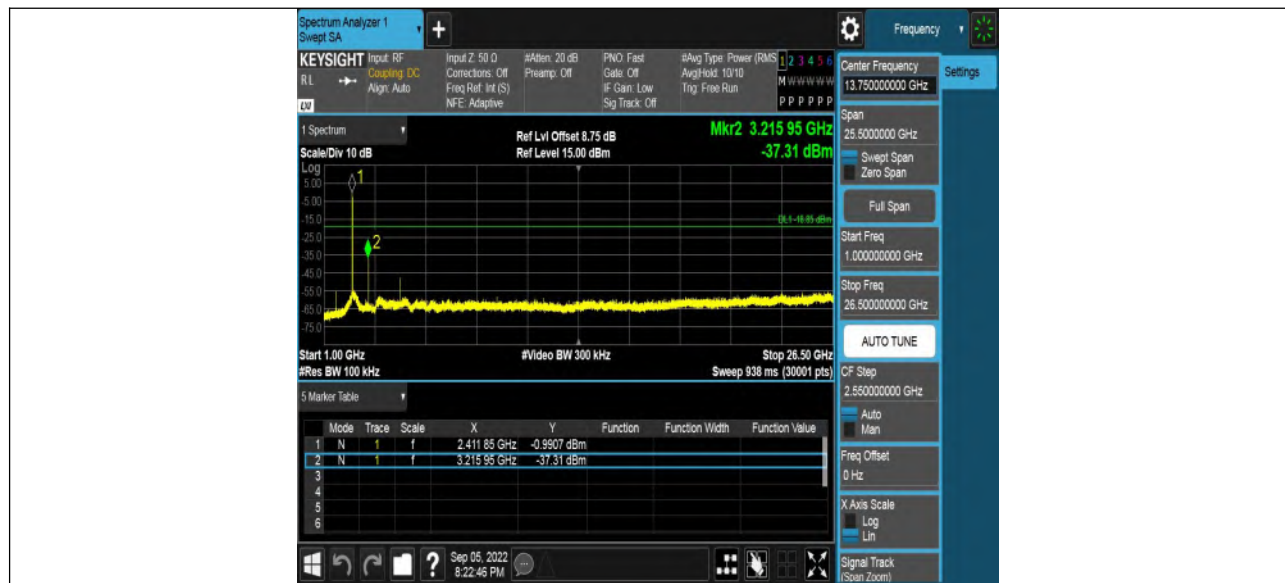 Spectrum Analyzer 1
Swept SA
+
Frequency
KEYSIGHT
RL
LXI
Input: RF
Coupling: DC
Align: Auto
Input Z: 50 Ω
Corrections: Off
Freq Ref: Int (S)
NFE: Adaptive
#Atten: 20 dB
Preamp: Off
PNO: Fast
Gate: Off
IF Gain: Low
Sig Track: Off
#Avg Type: Power (RMS
Avg|Hold: 10/10
Trig: Free Run
1 2 3 4 5 6
M W W W W W
P P P P P P
Center Frequency
13.750000000 GHz
Settings
Span
25.5000000 GHz
Swept Span
Zero Span
Full Span
Start Freq
1.000000000 GHz
Stop Freq
26.500000000 GHz
AUTO TUNE
CF Step
2.550000000 GHz
Auto
Man
Freq Offset
0 Hz
X Axis Scale
Log
Lin
Signal Track
(Span Zoom)
1 Spectrum
Scale/Div 10 dB
Ref Lvl Offset 8.75 dB
Ref Level 15.00 dBm
Mkr2 3.215 95 GHz
-37.31 dBm
Log
5.00
-5.00
-15.0
-25.0
-35.0
-45.0
-55.0
-65.0
-75.0
1
2
DL1 -18.85 dBm
Start 1.00 GHz
#Video BW 300 kHz
Stop 26.50 GHz
#Res BW 100 kHz
Sweep 938 ms (30001 pts)
5 Marker Table
Mode Trace Scale X Y Function Function Width Function Value
1 N 1 f 2.411 85 GHz -0.9907 dBm
2 N 1 f 3.215 95 GHz -37.31 dBm
3
4
5
6
?
Sep 05, 2022
8:22:46 PM